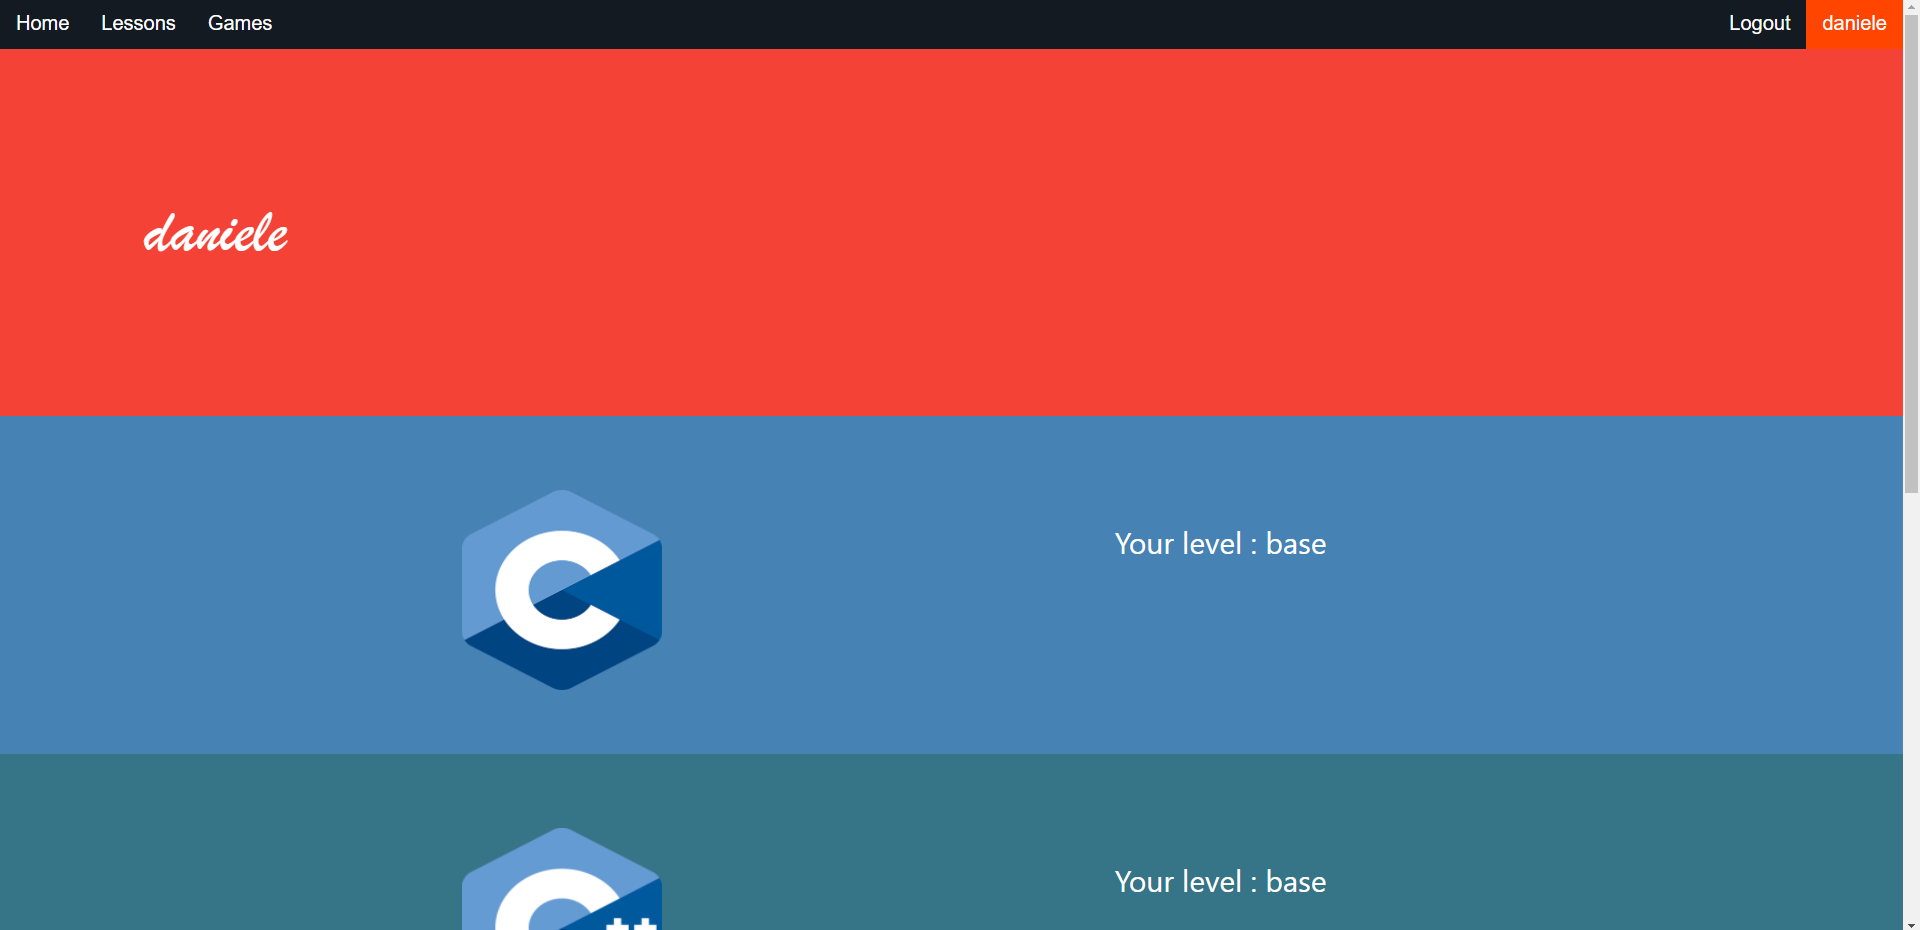 Home Lessons Games Logout daniele
daniele
C
Your level : base
C++
Your level : base